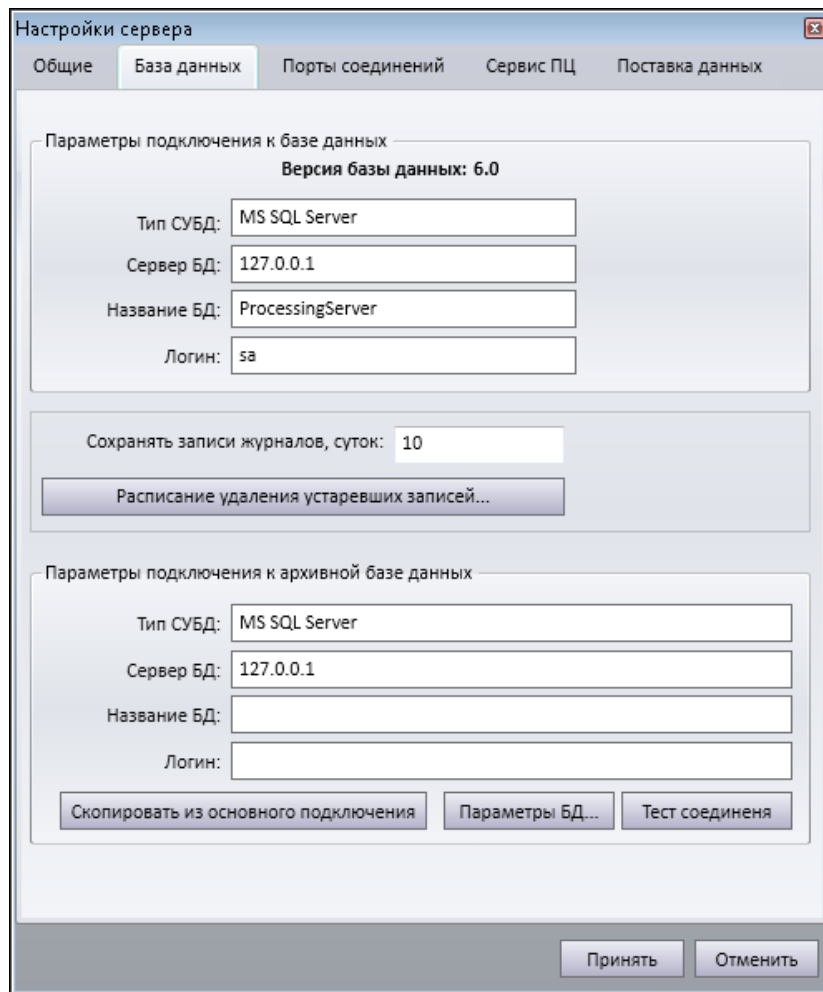 Настройки сервера
Общие База данных Порты соединений Сервис ПЦ Поставка данных
Параметры подключения к базе данных
Версия базы данных: 6.0
Тип СУБД: MS SQL Server
Сервер БД: 127.0.0.1
Название БД: ProcessingServer
Логин: sa
Сохранять записи журналов, суток: 10
Расписание удаления устаревших записей...
Параметры подключения к архивной базе данных
Тип СУБД: MS SQL Server
Сервер БД: 127.0.0.1
Название БД:
Логин:
Скопировать из основного подключения Параметры БД... Тест соединеня
Принять Отменить